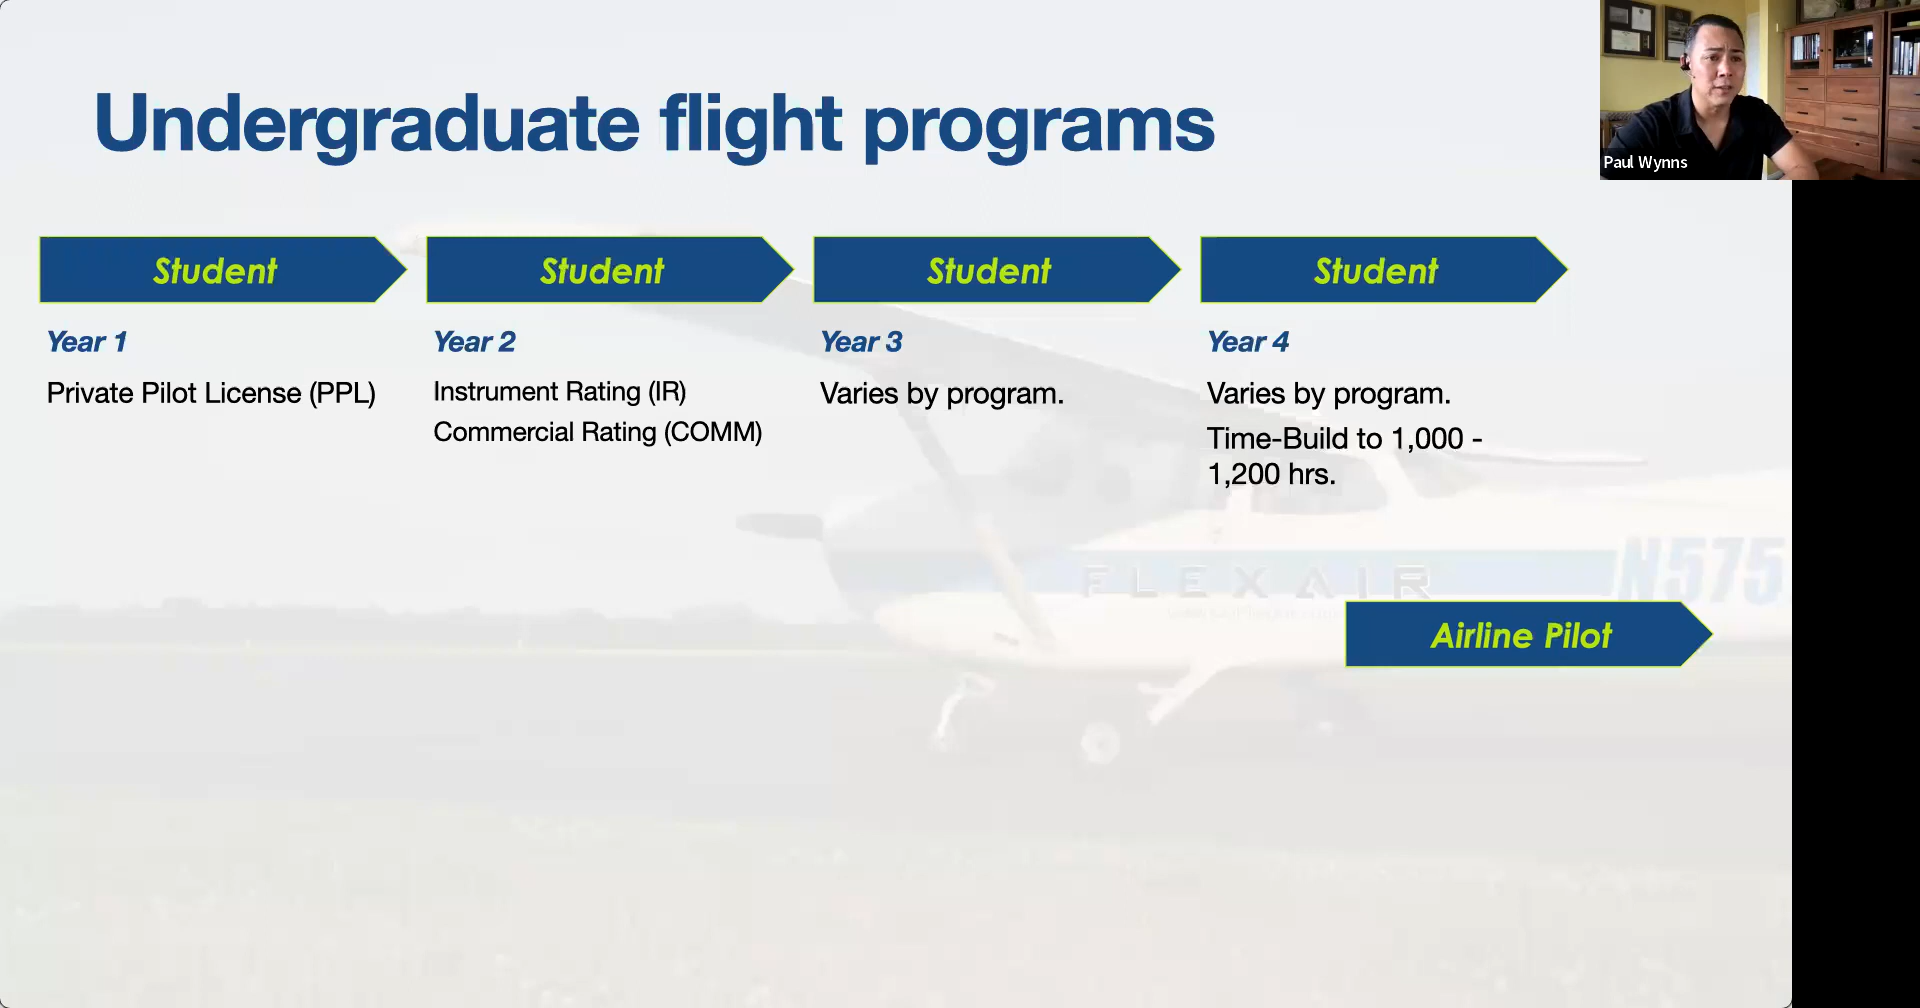 Undergraduate flight programs
Paul Wynns
Student
Student
Student
Student
Year 1
Private Pilot License (PPL)
Year 2
Instrument Rating (IR)
Commercial Rating (COMM)
Year 3
Varies by program.
Year 4
Varies by program.
Time-Build to 1,000 -
1,200 hrs.
FLEXAIR
N575
Airline Pilot